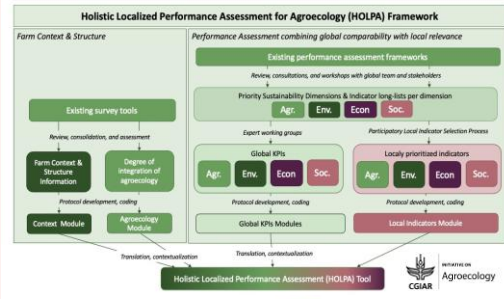 Holistic Localized Performance Assessment for Agroecology (HOLPA) Framework
Farm Context & Structure
Existing survey tools
Review, consolidation, and assessment
Farm Context &
Structure
Information
Degree of
integration of
agroecology
Protocol development, coding
Context Module
Agroecology
Module
Performance Assessment combining global comparability with local relevance
Existing performance assessment frameworks
Review, consultations, and workshops with global team and stakeholders
Priority Sustainability Dimensions & Indicator long-lists per dimension
Agr. Env. Econ Soc.
Expert working groups
Participatory Local Indicator Selection Process
Global KPIs
Agr. Env. Econ Soc.
Localy prioritized indicators
Agr. Env. Econ Soc.
Protocol development, coding
Protocol development, coding
Global KPIs Modules
Local Indicators Module
Translation, contextualization
Translation, contextualization
Holistic Localized Performance Assessment (HOLPA) Tool
CGIAR
INITIATIVE ON
Agroecology